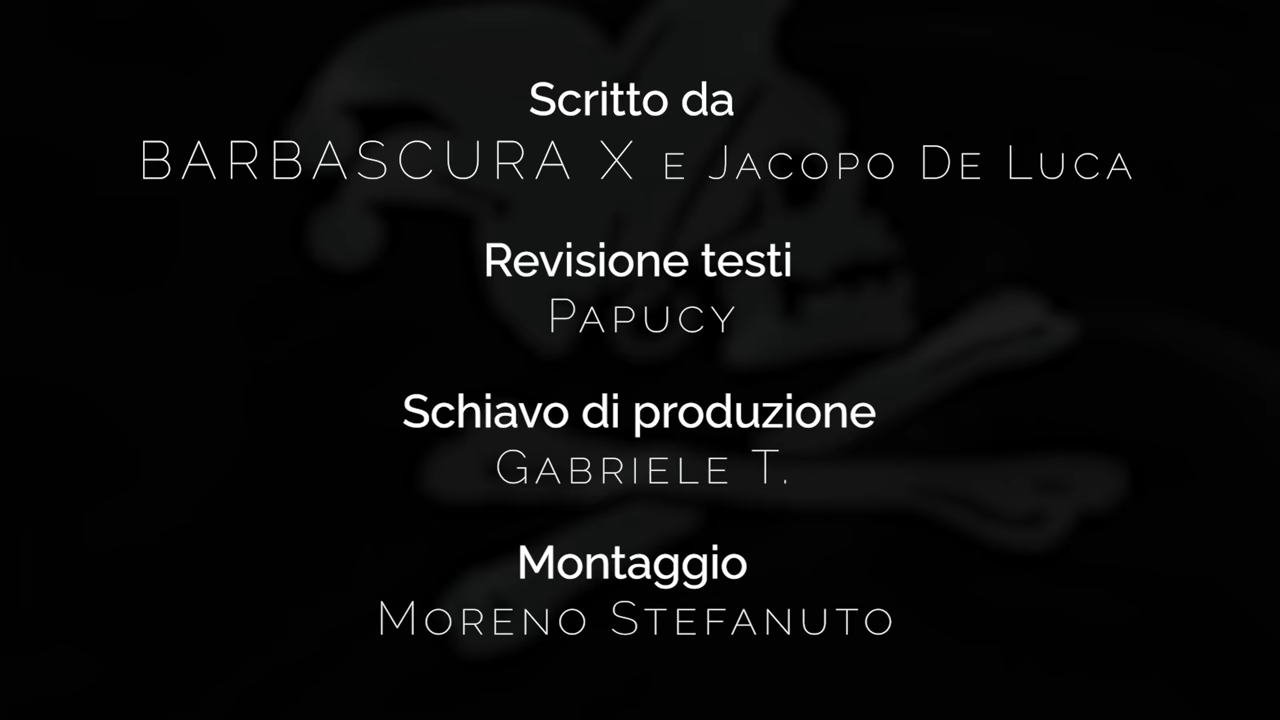 Scritto da
BARBASCURA X E JACOPO DE LUCA
Revisione testi
PAPUCY
Schiavo di produzione
GABRIELE T.
Montaggio
MORENO STEFANUTO